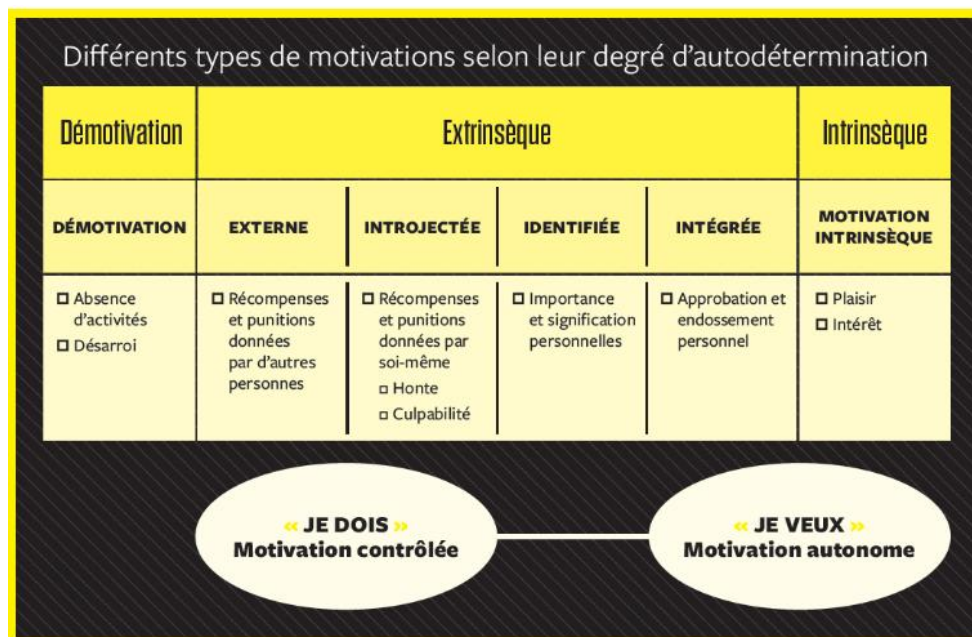 Différents types de motivations selon leur degré d'autodétermination
Démotivation
Extrinsèque
Intrinsèque
DÉMOTIVATION
EXTERNE
INTROJECTÉE
IDENTIFIÉE
INTÉGRÉE
MOTIVATION
INTRINSÈQUE
Absence
d'activités
Désarroi
Récompenses
et punitions
données
par d'autres
personnes
Récompenses
et punitions
données par
soi-même
Honte
Culpabilité
Importance
et signification
personnelles
Approbation et
endossement
personnel
Plaisir
Intérêt
« JE DOIS »
Motivation contrôlée
« JE VEUX »
Motivation autonome